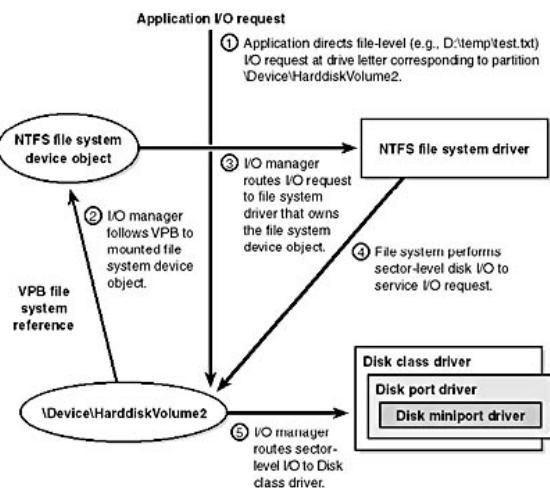 Application I/O request
① Application directs file-level (e.g., D:\temp\test.txt)
I/O request at drive letter corresponding to partition
\Device\HarddiskVolume2.
NTFS file system
device object
NTFS file system driver
③ I/O manager
routes I/O request
to file system
driver that owns
the file system
device object.
② I/O manager
follows VPB to
mounted file
system device
object.
④ File system performs
sector-level disk I/O to
service I/O request.
VPB file
system
reference
Disk class driver
Disk port driver
Disk miniport driver
\Device\HarddiskVolume2
⑤ I/O manager
routes sector-
level I/O to Disk
class driver.